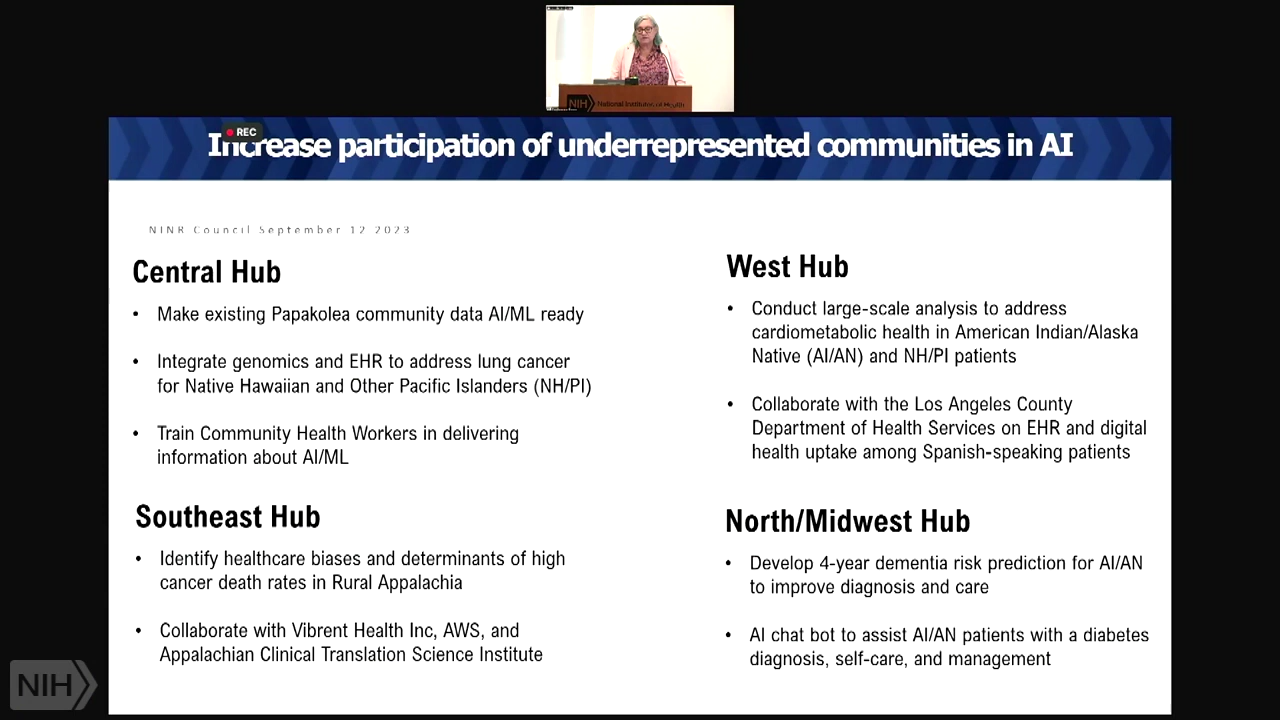 NIH National Institutes of Health
REC
Increase participation of underrepresented communities in AI
NINR Council September 12 2023
Central Hub
• Make existing Papakolea community data AI/ML ready
• Integrate genomics and EHR to address lung cancer
for Native Hawaiian and Other Pacific Islanders (NH/PI)
• Train Community Health Workers in delivering
information about AI/ML
Southeast Hub
• Identify healthcare biases and determinants of high
cancer death rates in Rural Appalachia
• Collaborate with Vibrent Health Inc, AWS, and
Appalachian Clinical Translation Science Institute
West Hub
• Conduct large-scale analysis to address
cardiometabolic health in American Indian/Alaska
Native (AI/AN) and NH/PI patients
• Collaborate with the Los Angeles County
Department of Health Services on EHR and digital
health uptake among Spanish-speaking patients
North/Midwest Hub
• Develop 4-year dementia risk prediction for AI/AN
to improve diagnosis and care
• AI chat bot to assist AI/AN patients with a diabetes
diagnosis, self-care, and management
NIH